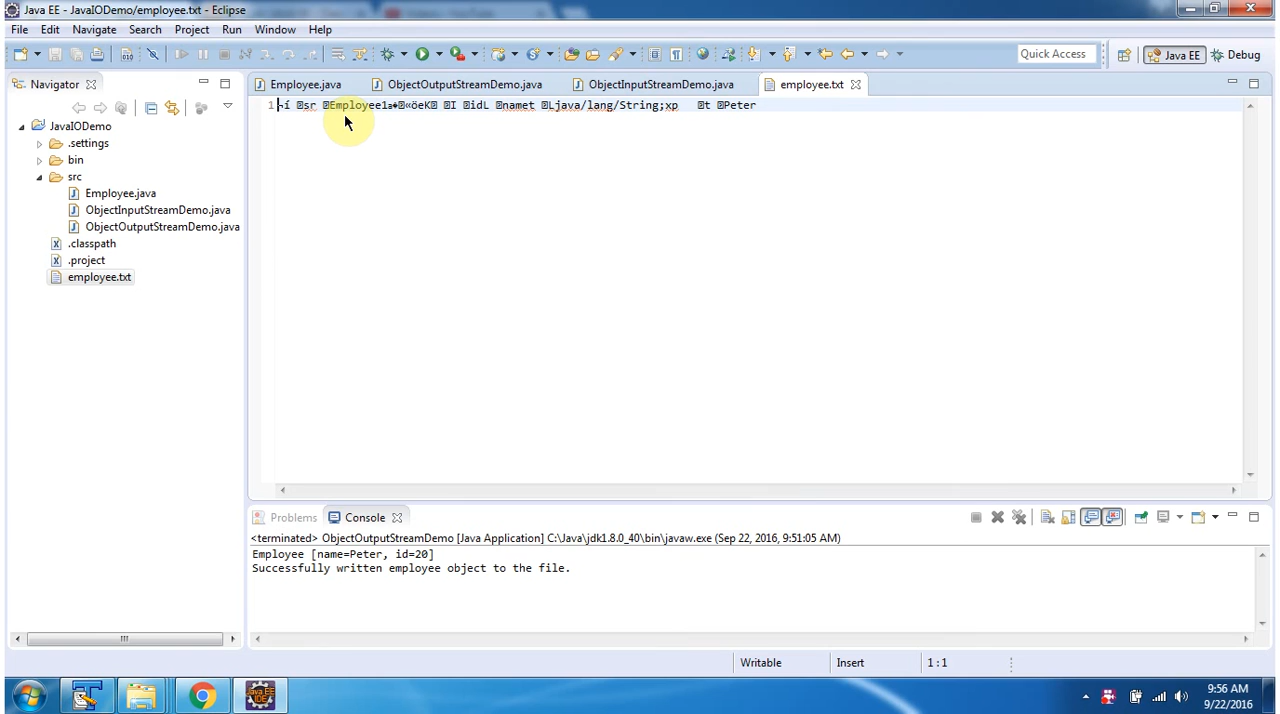 Java EE - JavaIODemo/employee.txt - Eclipse
File Edit Navigate Search Project Run Window Help
Quick Access
Java EE
Debug
Navigator
Employee.java
ObjectOutputStreamDemo.java
ObjectInputStreamDemo.java
employee.txt
JavaIODemo
.settings
bin
src
Employee.java
ObjectInputStreamDemo.java
ObjectOutputStreamDemo.java
.classpath
.project
employee.txt
1
sr Employee I idL namet Ljava/lang/String;xp t Peter
Problems
Console
<terminated> ObjectOutputStreamDemo [Java Application] C:\Java\jdk1.8.0_40\bin\javaw.exe (Sep 22, 2016, 9:51:05 AM)
Employee [name=Peter, id=20]
Successfully written employee object to the file.
Writable
Insert
1:1
9:56 AM
9/22/2016